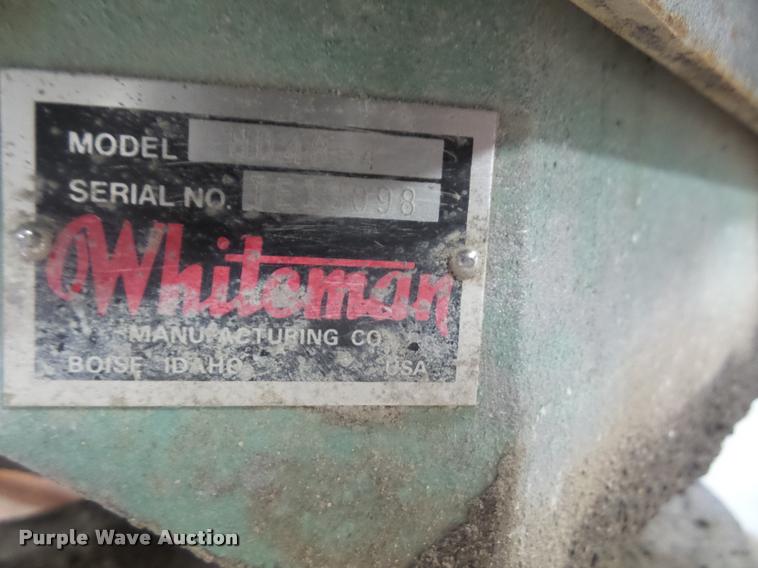 MODEL
SERIAL NO.
Whiteman
MANUFACTURING CO
BOISE IDAHO USA
Purple Wave Auction